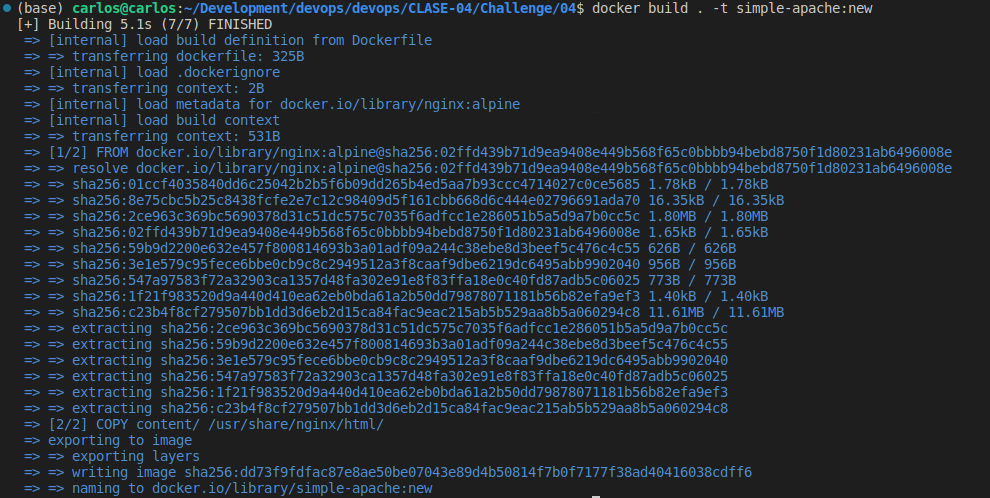 (base) carlos@carlos:~/Development/devops/devops/CLASE-04/Challenge/04$ docker build . -t simple-apache:new
[+] Building 5.1s (7/7) FINISHED
=> [internal] load build definition from Dockerfile
=> => transferring dockerfile: 325B
=> [internal] load .dockerignore
=> => transferring context: 2B
=> [internal] load metadata for docker.io/library/nginx:alpine
=> [internal] load build context
=> => transferring context: 531B
=> [1/2] FROM docker.io/library/nginx:alpine@sha256:02ffd439b71d9ea9408e449b568f65c0bbbb94bebd8750f1d80231ab6496008e
=> => resolve docker.io/library/nginx:alpine@sha256:02ffd439b71d9ea9408e449b568f65c0bbbb94bebd8750f1d80231ab6496008e
=> => sha256:01ccf4035840dd6c25042b2b5f6b09dd265b4ed5aa7b93ccc4714027c0ce5685 1.78kB / 1.78kB
=> => sha256:8e75cbc5b25c8438fcfe2e7c12c98409d5f161cbb668d6c444e02796691ada70 16.35kB / 16.35kB
=> => sha256:2ce963c369bc5690378d31c51dc575c7035f6adfcc1e286051b5a5d9a7b0cc5c 1.80MB / 1.80MB
=> => sha256:02ffd439b71d9ea9408e449b568f65c0bbbb94bebd8750f1d80231ab6496008e 1.65kB / 1.65kB
=> => sha256:59b9d2200e632e457f800814693b3a01adf09a244c38ebe8d3beef5c476c4c55 626B / 626B
=> => sha256:3e1e579c95fece6bbe0cb9c8c2949512a3f8caaf9dbe6219dc6495abb9902040 956B / 956B
=> => sha256:547a97583f72a32903ca1357d48fa302e91e8f83ffa18e0c40fd87adb5c06025 773B / 773B
=> => sha256:1f21f983520d9a440d410ea62eb0bda61a2b50dd79878071181b56b82efa9ef3 1.40kB / 1.40kB
=> => sha256:c23b4f8cf279507bb1dd3d6eb2d15ca84fac9eac215ab5b529aa8b5a060294c8 11.61MB / 11.61MB
=> => extracting sha256:2ce963c369bc5690378d31c51dc575c7035f6adfcc1e286051b5a5d9a7b0cc5c
=> => extracting sha256:59b9d2200e632e457f800814693b3a01adf09a244c38ebe8d3beef5c476c4c55
=> => extracting sha256:3e1e579c95fece6bbe0cb9c8c2949512a3f8caaf9dbe6219dc6495abb9902040
=> => extracting sha256:547a97583f72a32903ca1357d48fa302e91e8f83ffa18e0c40fd87adb5c06025
=> => extracting sha256:1f21f983520d9a440d410ea62eb0bda61a2b50dd79878071181b56b82efa9ef3
=> => extracting sha256:c23b4f8cf279507bb1dd3d6eb2d15ca84fac9eac215ab5b529aa8b5a060294c8
=> [2/2] COPY content/ /usr/share/nginx/html/
=> exporting to image
=> => exporting layers
=> => writing image sha256:dd73f9fdfac87e8ae50be07043e89d4b50814f7b0f7177f38ad40416038cdff6
=> => naming to docker.io/library/simple-apache:new